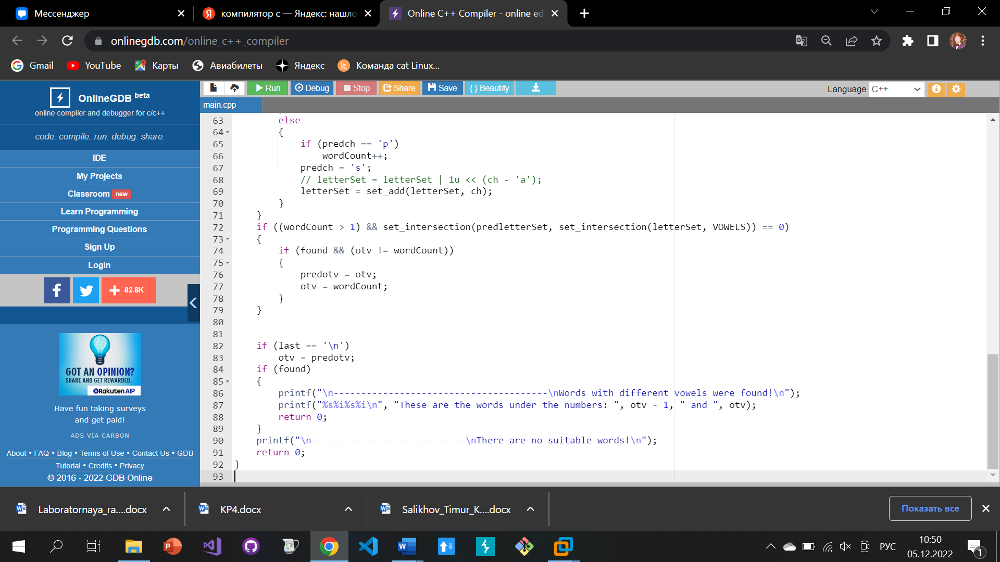 Мессенджер
компилятор с — Яндекс: нашло
Online C++ Compiler - online ed
onlinegdb.com/online_c++_compiler
Gmail
YouTube
Карты
Авиабилеты
Яндекс
Команда cat Linux...
OnlineGDB beta
online compiler and debugger for c/c++
code. compile. run. debug. share.
IDE
My Projects
Classroom new
Learn Programming
Programming Questions
Sign Up
Login
82.8K
GOT AN OPINION?
SHARE AND GET REWARDED.
Rakuten AIP
Have fun taking surveys
and get paid!
ADS VIA CARBON
About • FAQ • Blog • Terms of Use • Contact Us • GDB
Tutorial • Credits • Privacy
© 2016 - 2022 GDB Online
Run
Debug
Stop
Share
Save
{ } Beautify
Language C++
main.cpp
63 else
64 {
65 if (predch == 'p')
66 wordCount++;
67 predch = 's';
68 // letterSet = letterSet | 1u << (ch - 'a');
69 letterSet = set_add(letterSet, ch);
70 }
71 }
72 if ((wordCount > 1) && set_intersection(predletterSet, set_intersection(letterSet, VOWELS)) == 0)
73 {
74 if (found && (otv != wordCount))
75 {
76 predotv = otv;
77 otv = wordCount;
78 }
79 }
80
81
82 if (last == '\n')
83 otv = predotv;
84 if (found)
85 {
86 printf("\n---------------------------------------\nWords with different vowels were found!\n");
87 printf("%s%i%s%i\n", "These are the words under the numbers: ", otv - 1, " and ", otv);
88 return 0;
89 }
90 printf("\n----------------------------\nThere are no suitable words!\n");
91 return 0;
92 }
93
Laboratornaya_ra....docx
KP4.docx
Salikhov_Timur_K....docx
Показать все
РУС
10:50
05.12.2022
1